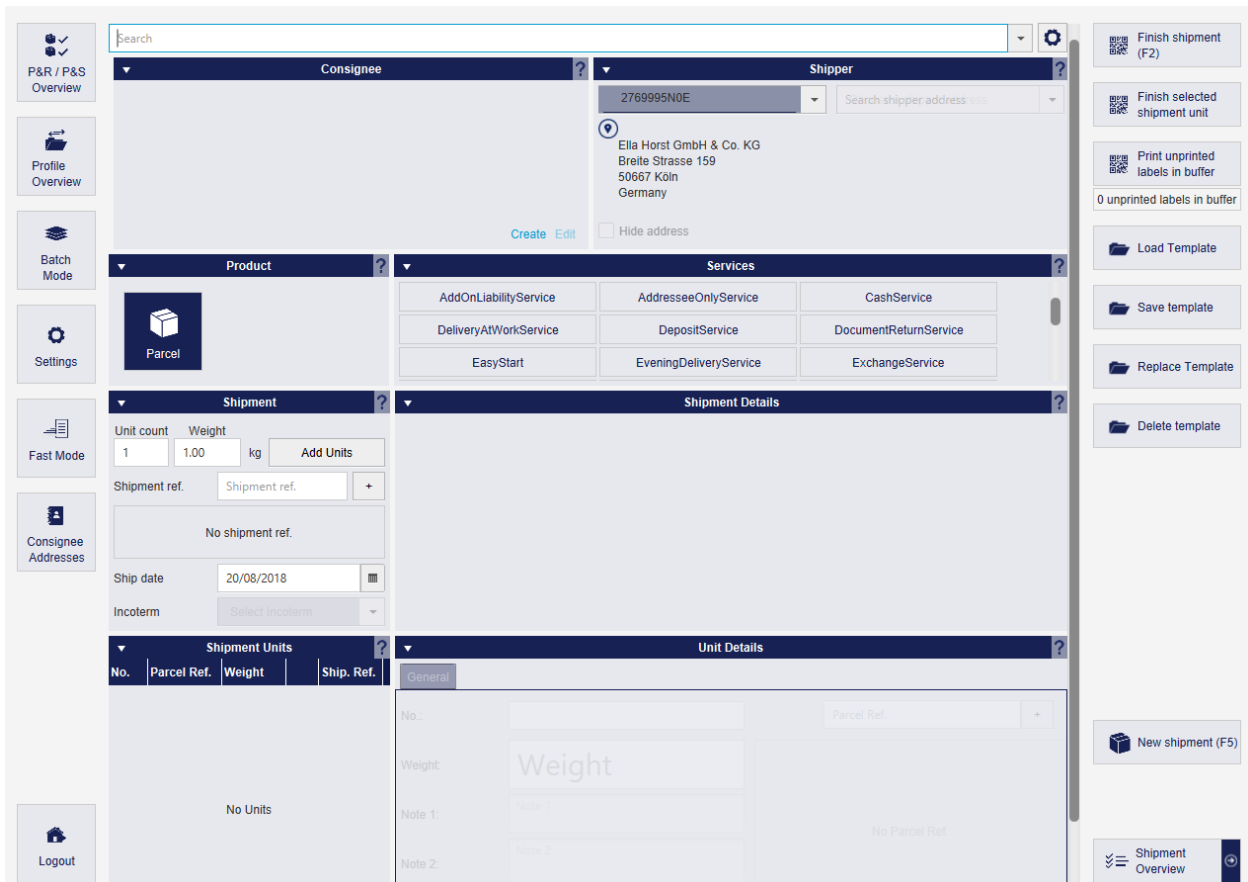 Search
P&R / P&S
Overview
Profile
Overview
Batch
Mode
Settings
Fast Mode
Consignee
Addresses
Logout
Consignee
?
Create Edit
Shipper
?
2769995N0E
Search shipper address
Ella Horst GmbH & Co. KG
Breite Strasse 159
50667 Köln
Germany
Hide address
Product
?
Parcel
Services
?
AddOnLiabilityService AddresseeOnlyService CashService
DeliveryAtWorkService DepositService DocumentReturnService
EasyStart EveningDeliveryService ExchangeService
Shipment
?
Unit count Weight
1 1.00 kg Add Units
Shipment ref. Shipment ref. +
No shipment ref.
Ship date 20/08/2018
Incoterm Select Incoterm
Shipment Details
?
Shipment Units
?
No. Parcel Ref. Weight Ship. Ref.
No Units
Unit Details
?
General
No.: Parcel Ref. +
Weight: Weight
Note 1: Note 1
No Parcel Ref.
Note 2: Note 2
Finish shipment
(F2)
Finish selected
shipment unit
Print unprinted
labels in buffer
0 unprinted labels in buffer
Load Template
Save template
Replace Template
Delete template
New shipment (F5)
Shipment
Overview